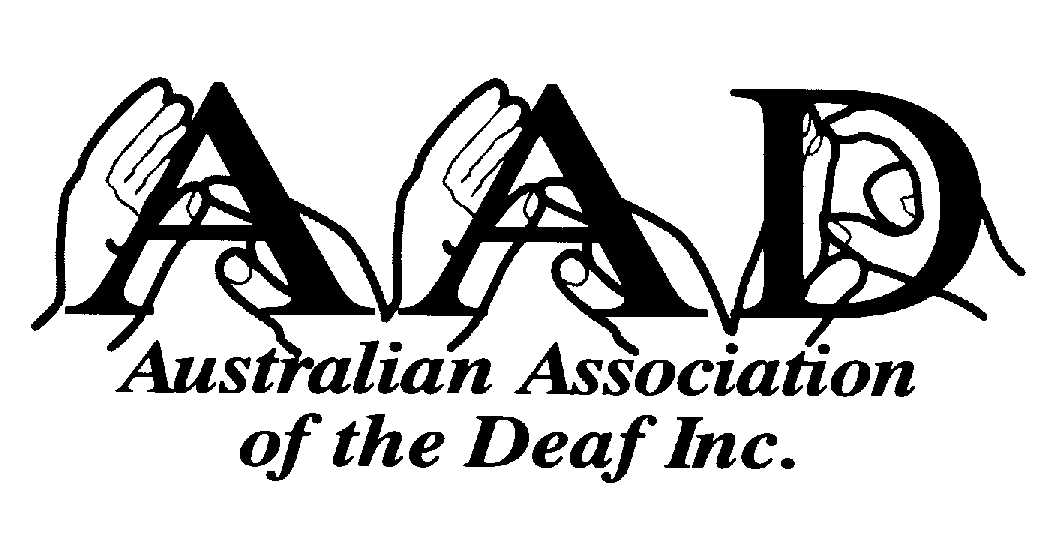 AAD
Australian Association
of the Deaf Inc.